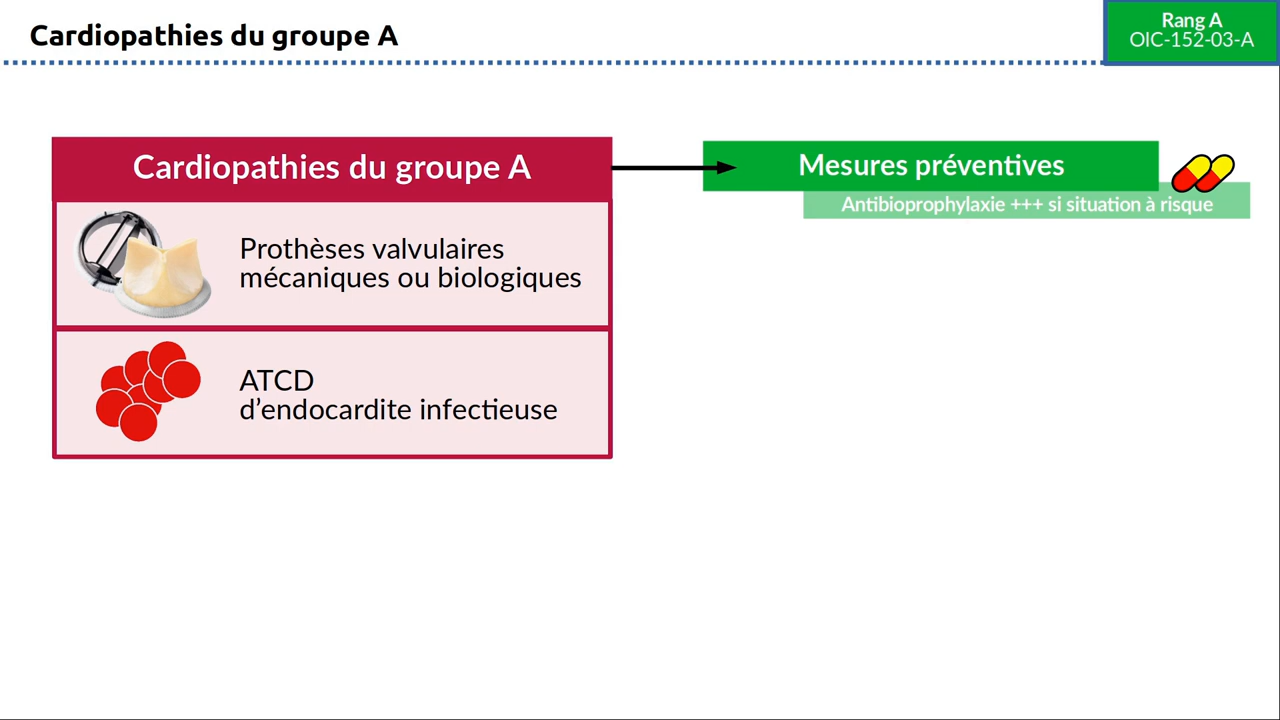 Cardiopathies du groupe A
Rang A
OIC-152-03-A
Cardiopathies du groupe A
Prothèses valvulaires
mécaniques ou biologiques
ATCD
d’endocardite infectieuse
Mesures préventives
Antibioprophylaxie +++ si situation à risque